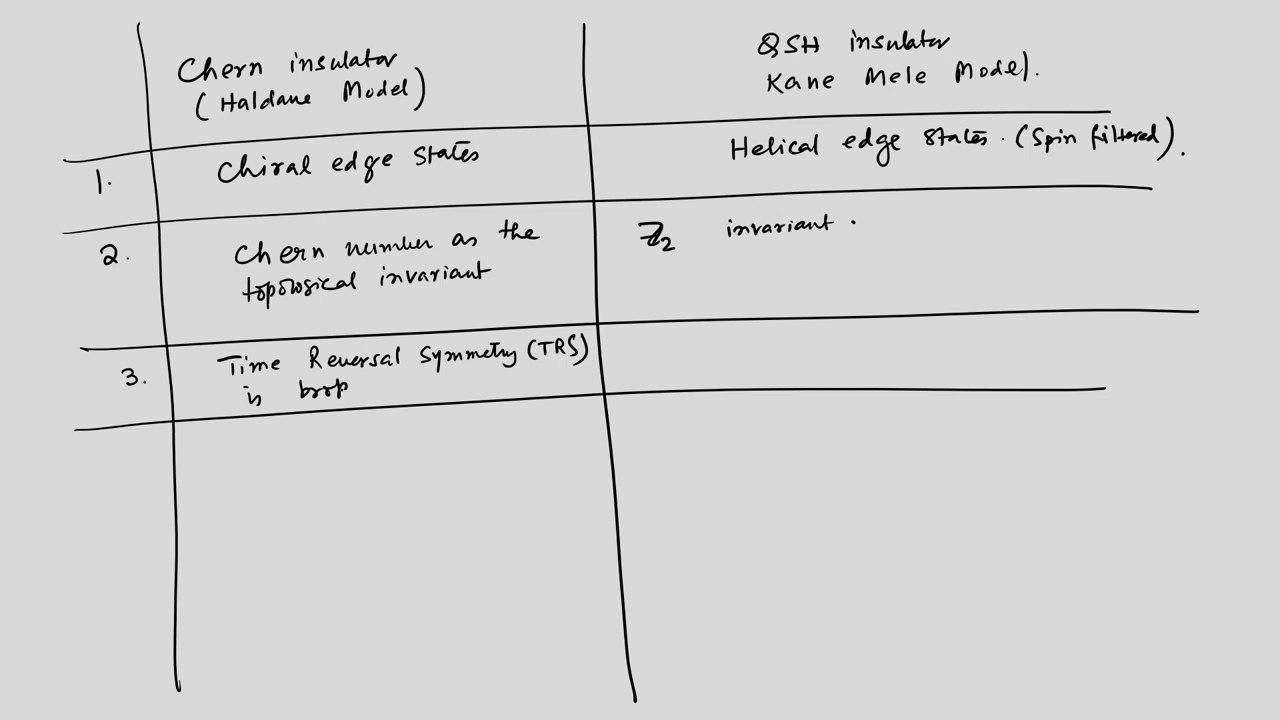 Chern insulator
(Haldane Model)
QSH insulator
Kane Mele Model.
1.
Chiral edge states
Helical edge states. (Spin filtered).
2.
Chern number as the
topological invariant
Z2 invariant.
3.
Time Reversal Symmetry (TRS)
is